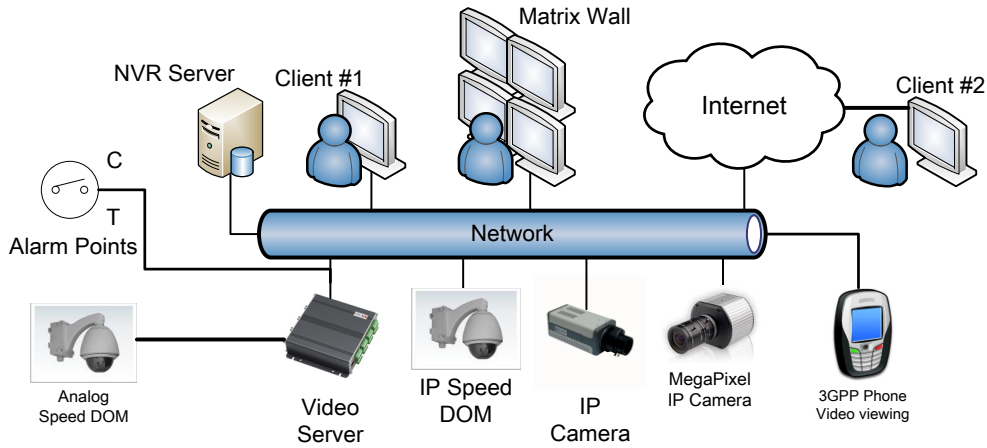 Matrix Wall
NVR Server
Client #1
Internet
Client #2
C
T
Alarm Points
Network
Analog
Speed DOM
Video
Server
IP Speed
DOM
IP
Camera
MegaPixel
IP Camera
3GPP Phone
Video viewing